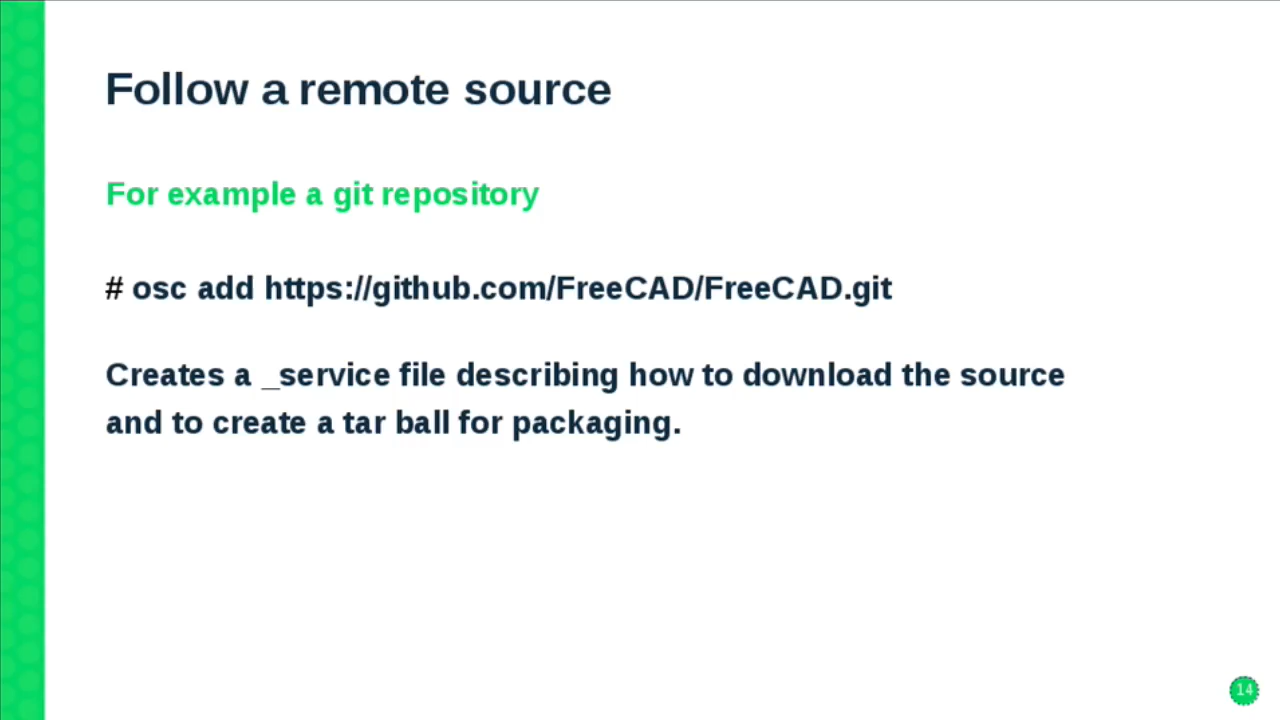 Follow a remote source
For example a git repository
# osc add https://github.com/FreeCAD/FreeCAD.git
Creates a _service file describing how to download the source
and to create a tar ball for packaging.
14